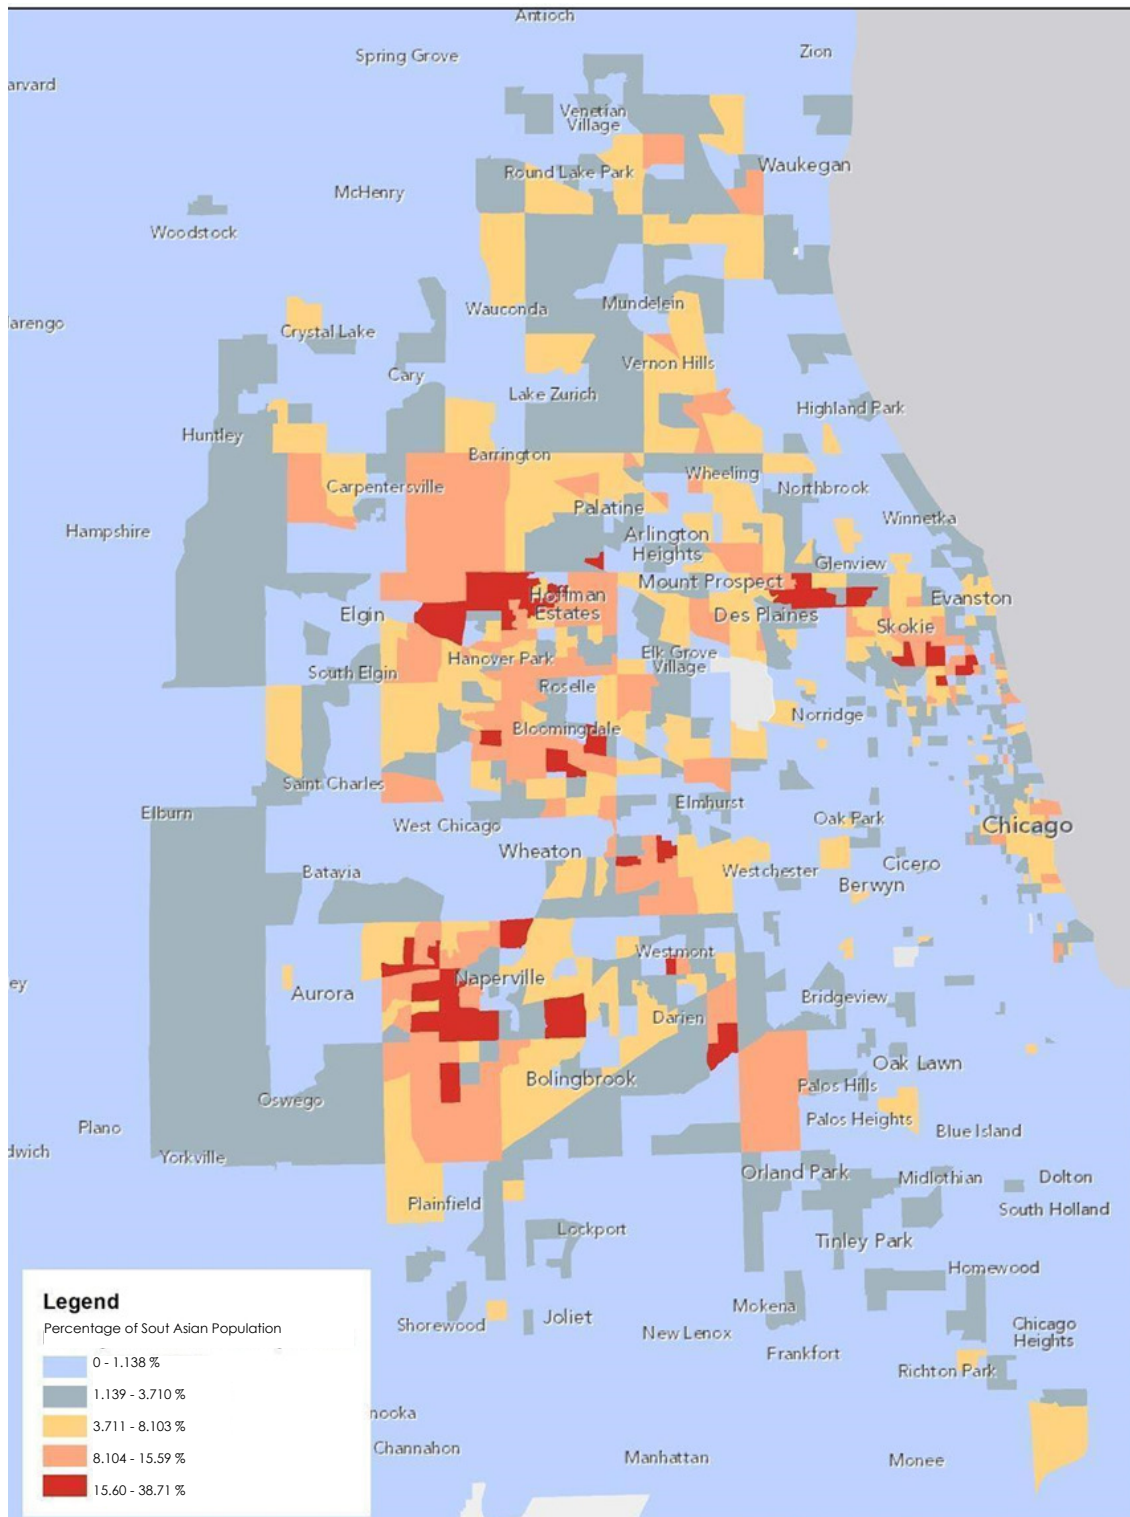 Antioch
Spring Grove
Zion
arvard
Venetian
Village
Waukegan
Round Lake Park
McHenry
Woodstock
Wauconda
Mundelein
arengo
Crystal Lake
Vernon Hills
Cary
Lake Zurich
Highland Park
Huntley
Barrington
Wheeling
Carpentersville
Northbrook
Palatine
Winnetka
Hampshire
Arlington
Heights
Glenview
Mount Prospect
Hoffman
Estates
Evanston
Elgin
Des Plaines
Skokie
Hanover Park
Elk Grove
Village
South Elgin
Roselle
Norridge
Bloomingdale
Saint Charles
Elmhurst
Elburn
Oak Park
West Chicago
Chicago
Wheaton
Cicero
Batavia
Westchester
Berwyn
Westmont
Naperville
ey
Aurora
Bridgeview
Darien
Oak Lawn
Bolingbrook
Palos Hills
Oswego
Palos Heights
Plano
Blue Island
dwich
Yorkville
Orland Park
Midlothian
Dolton
Plainfield
South Holland
Lockport
Tinley Park
Homewood
Mokena
Joliet
Shorewood
New Lenox
Chicago
Heights
Frankfort
Richton Park
nooka
Channahon
Manhattan
Monee
Legend
Percentage of Sout Asian Population
0 - 1.138 %
1.139 - 3.710 %
3.711 - 8.103 %
8.104 - 15.59 %
15.60 - 38.71 %